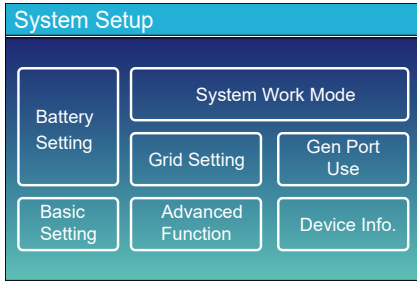 System Setup
Battery
Setting
System Work Mode
Grid Setting
Gen Port
Use
Basic
Setting
Advanced
Function
Device Info.